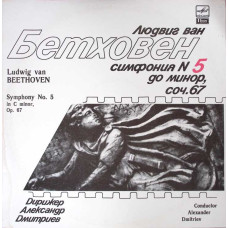 Людвиг ван
Бетховен
симфония N 5
до минор,
соч. 67
Ludwig van
BEETHOVEN
Symphony No. 5
in C minor,
Op. 67
Дирижер
Александр
Дмитриев
Conductor
Alexander
Dmitriev